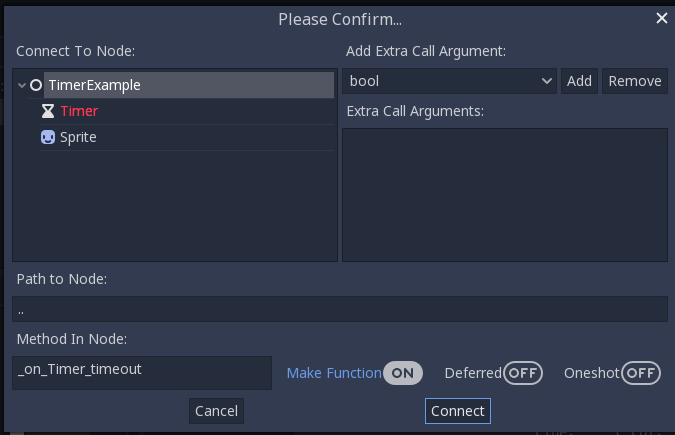 Please Confirm...
Connect To Node:
Add Extra Call Argument:
TimerExample
bool
Add
Remove
Timer
Extra Call Arguments:
Sprite
Path to Node:
..
Method In Node:
_on_Timer_timeout
Make Function
ON
Deferred
OFF
Oneshot
OFF
Cancel
Connect